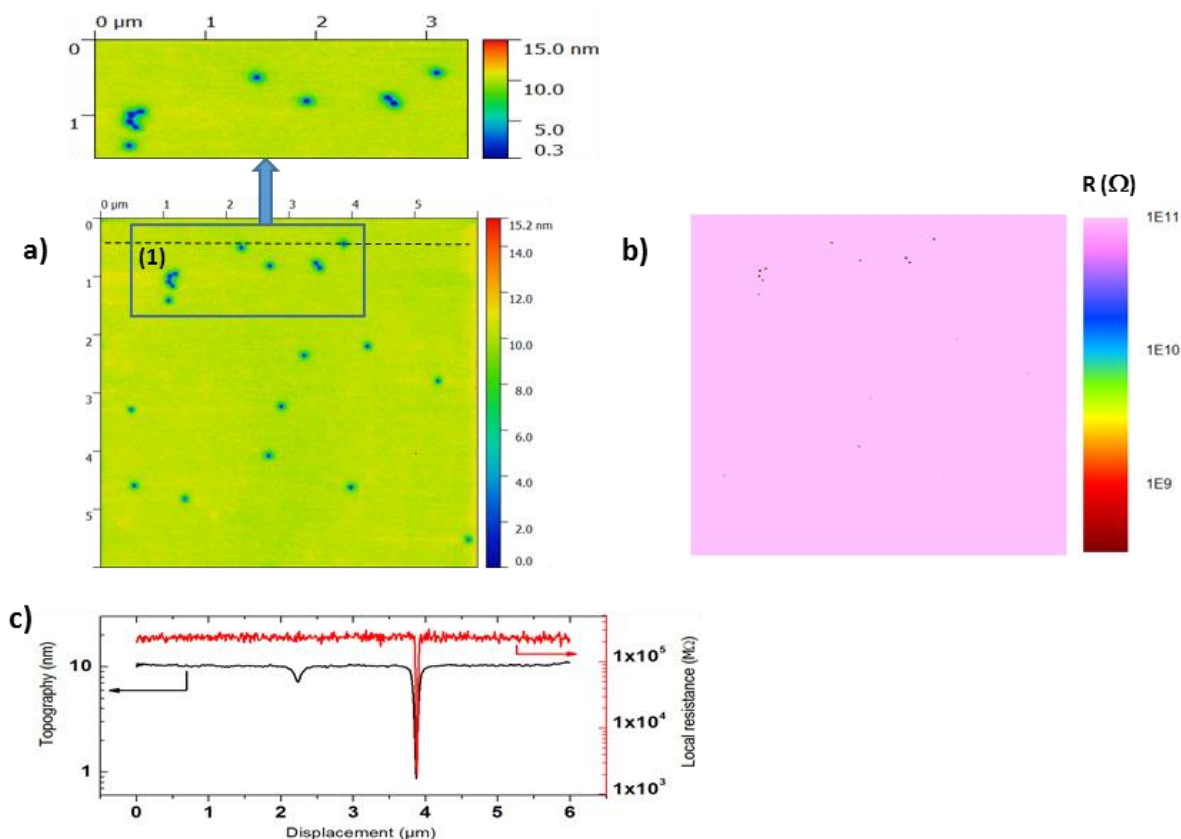 0 µm 1 2 3
0
1
15.0 nm
10.0
5.0
0.3
a)
0 µm 1 2 3 4 5
0
1
2
3
4
5
(1)
15.2 nm
14.0
12.0
10.0
8.0
6.0
4.0
2.0
0.0
b)
R (Ω)
1E11
1E10
1E9
c)
Topography (nm)
10
1
1x10⁵
1x10⁴
1x10³
Local resistance (MΩ)
0 1 2 3 4 5 6
Displacement (µm)